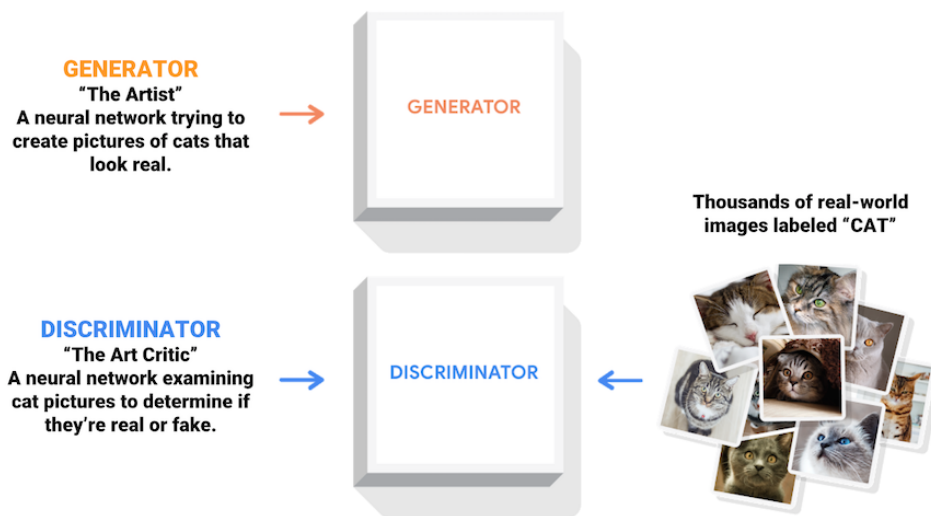 GENERATOR
“The Artist”
A neural network trying to
create pictures of cats that
look real.
GENERATOR
Thousands of real-world
images labeled “CAT”
DISCRIMINATOR
“The Art Critic”
A neural network examining
cat pictures to determine if
they’re real or fake.
DISCRIMINATOR